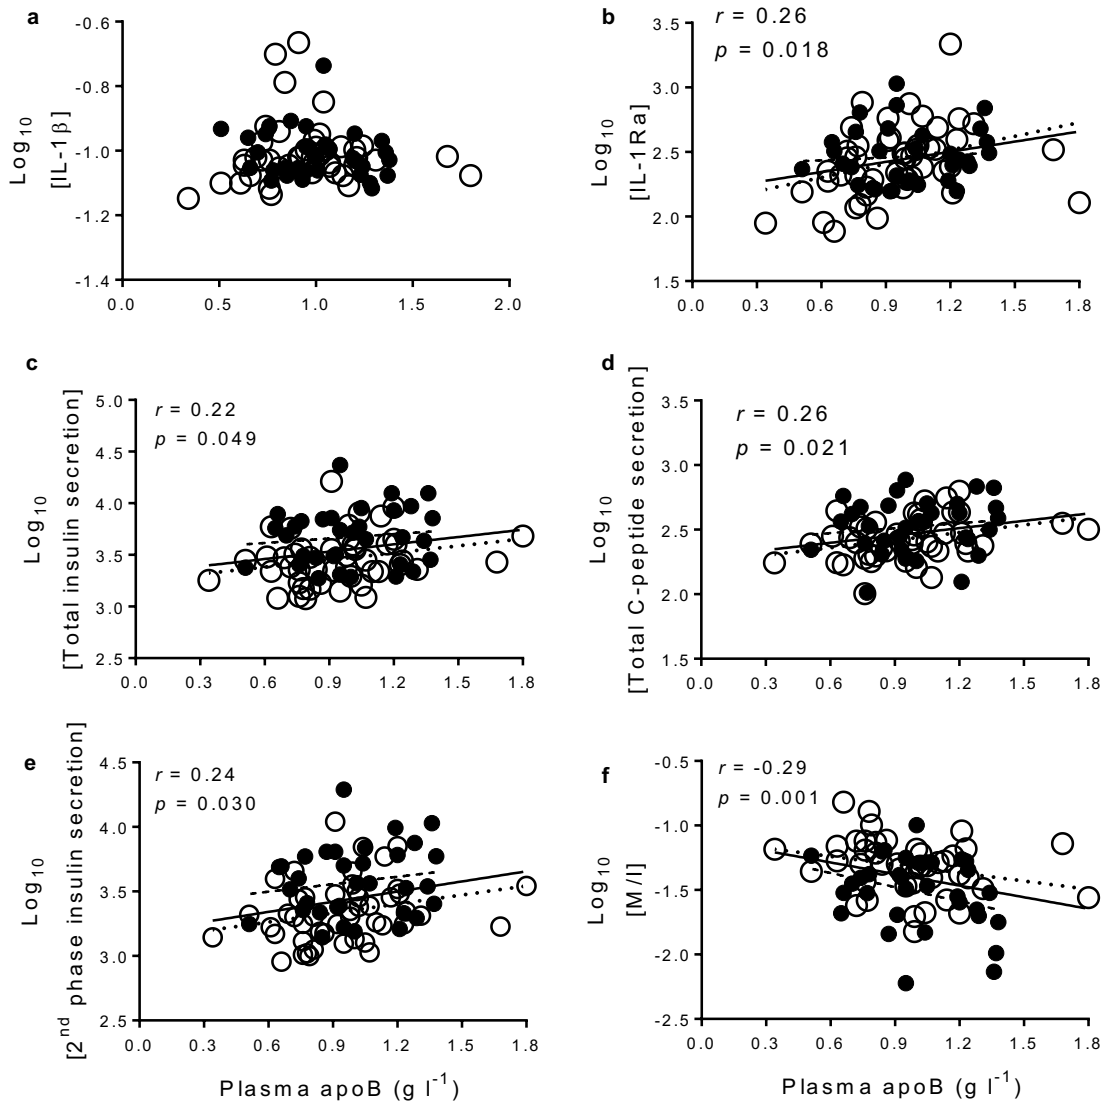 a
Log10
[IL-1β]
-0.6
-0.8
-1.0
-1.2
-1.4
0.0 0.5 1.0 1.5 2.0
b
r = 0.26
p = 0.018
Log10
[IL-1Ra]
3.5
3.0
2.5
2.0
1.5
0.0 0.3 0.6 0.9 1.2 1.5 1.8
c
r = 0.22
p = 0.049
Log10
[Total insulin secretion]
5.0
4.5
4.0
3.5
3.0
2.5
0.0 0.3 0.6 0.9 1.2 1.5 1.8
d
r = 0.26
p = 0.021
Log10
[Total C-peptide secretion]
3.5
3.0
2.5
2.0
1.5
0.0 0.3 0.6 0.9 1.2 1.5 1.8
e
r = 0.24
p = 0.030
Log10
[2nd phase insulin secretion]
4.5
4.0
3.5
3.0
2.5
0.0 0.3 0.6 0.9 1.2 1.5 1.8
Plasma apoB (g l-1)
f
r = -0.29
p = 0.001
Log10
[M/I]
-0.5
-1.0
-1.5
-2.0
-2.5
0.0 0.3 0.6 0.9 1.2 1.5 1.8
Plasma apoB (g l-1)